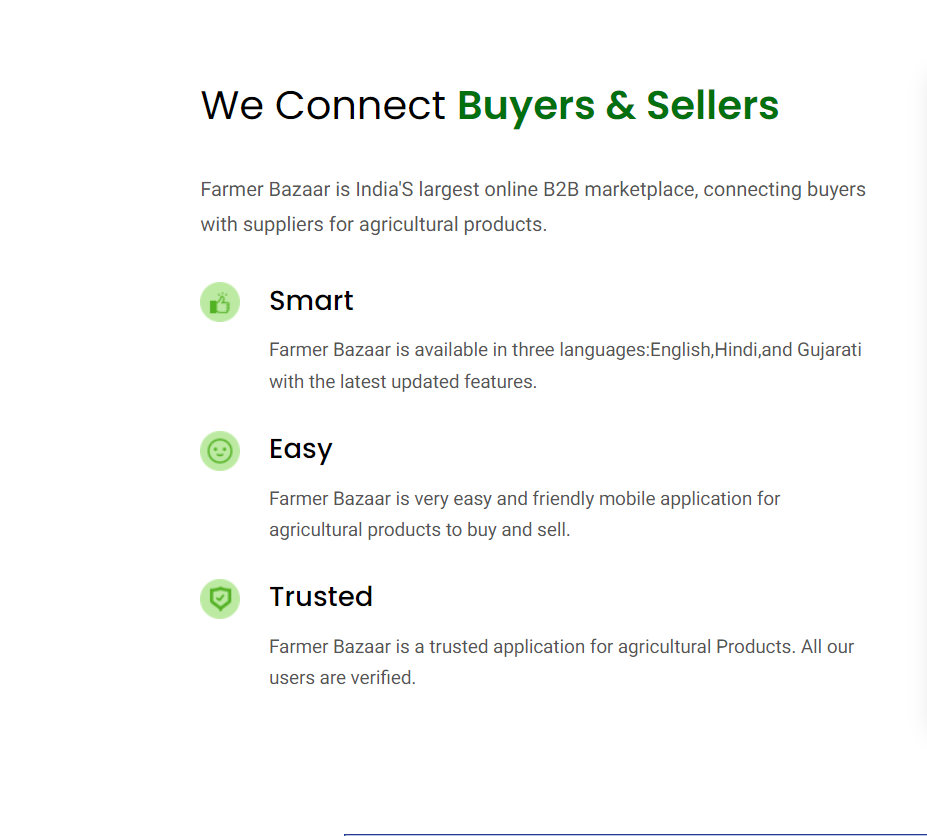 We Connect Buyers & Sellers
Farmer Bazaar is India'S largest online B2B marketplace, connecting buyers
with suppliers for agricultural products.
Smart
Farmer Bazaar is available in three languages:English,Hindi,and Gujarati
with the latest updated features.
Easy
Farmer Bazaar is very easy and friendly mobile application for
agricultural products to buy and sell.
Trusted
Farmer Bazaar is a trusted application for agricultural Products. All our
users are verified.